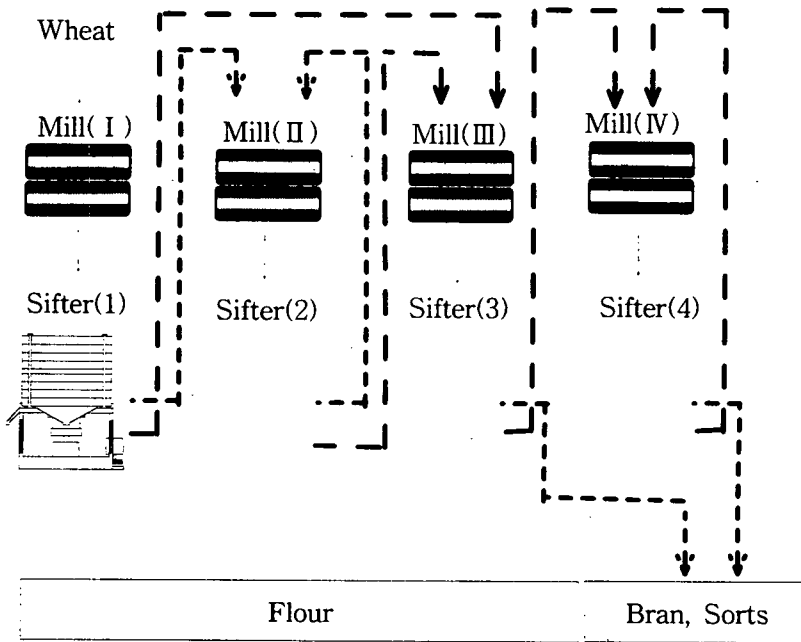 Wheat
Mill(Ⅰ)
Mill(Ⅱ)
Mill(Ⅲ)
Mill(Ⅳ)
Sifter(1)
Sifter(2)
Sifter(3)
Sifter(4)
Flour
Bran, Sorts